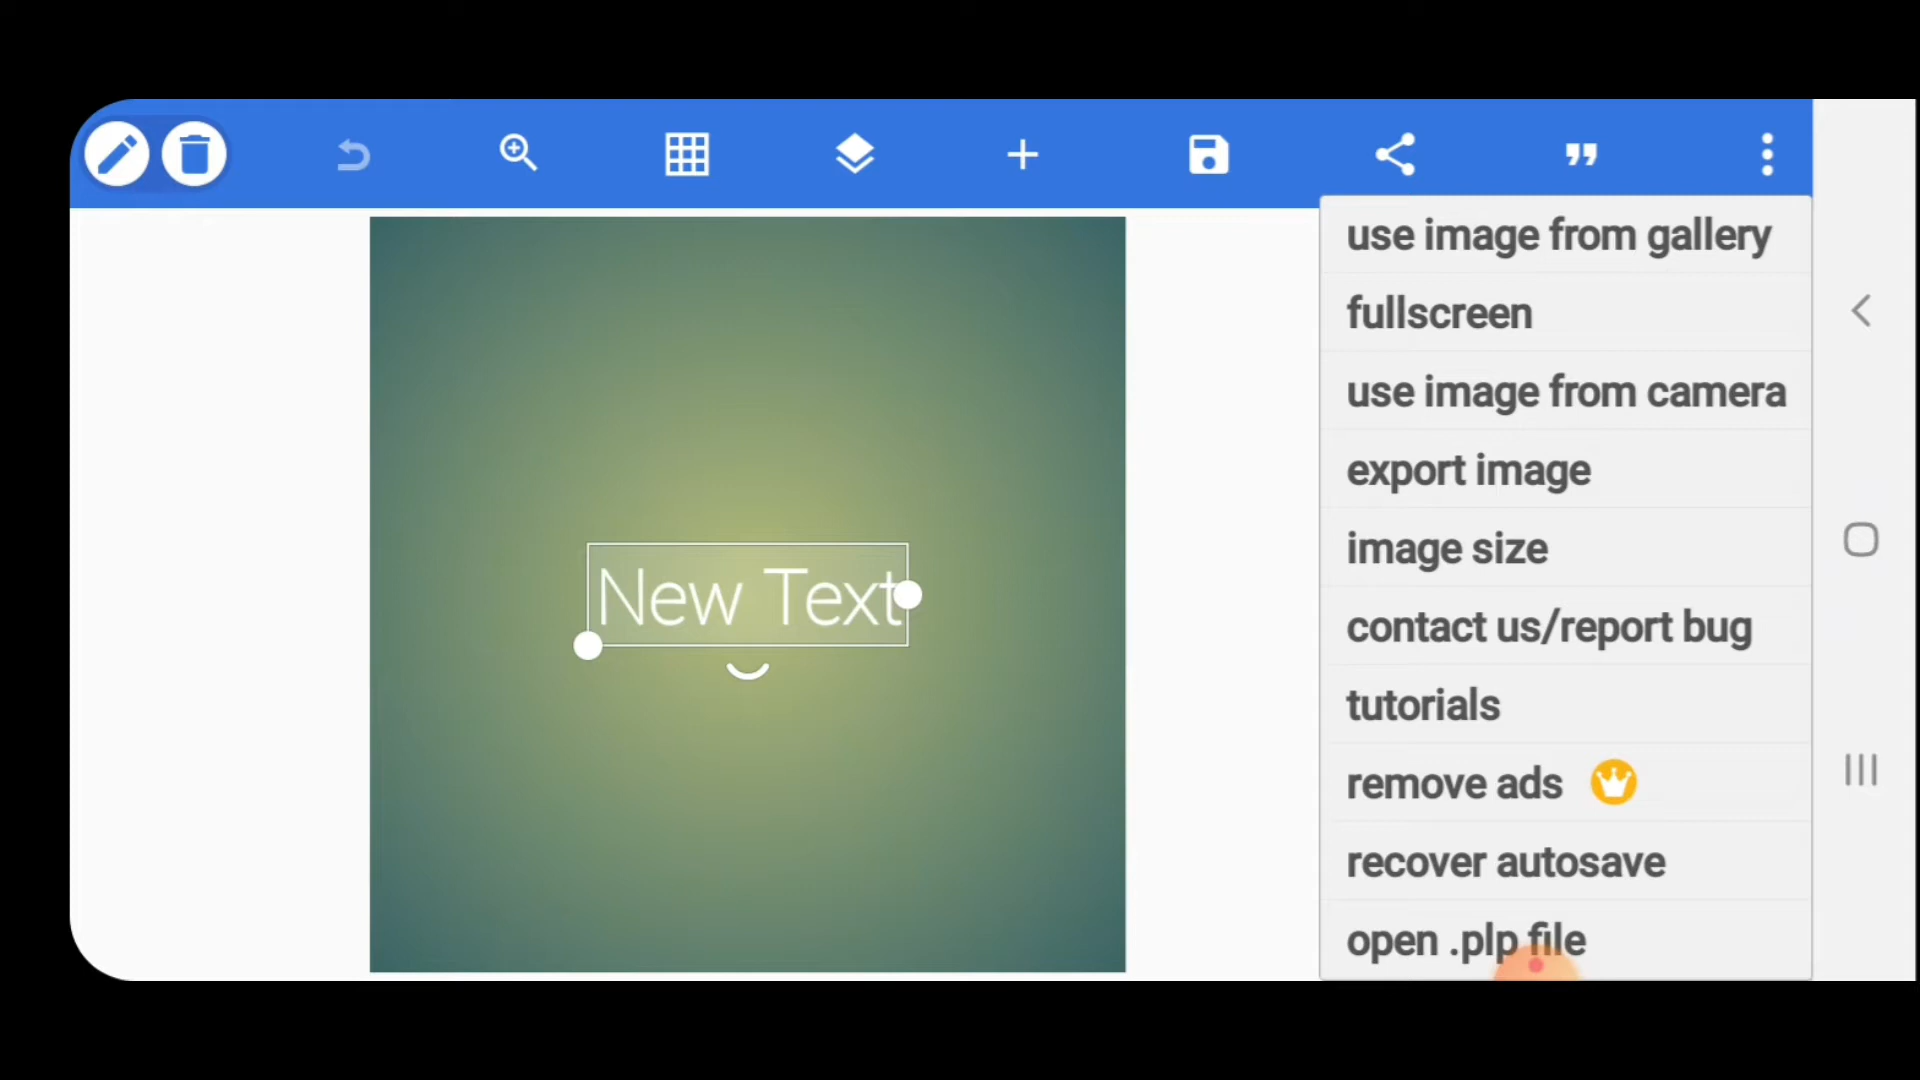 use image from gallery
fullscreen
use image from camera
export image
image size
New Text
contact us/report bug
tutorials
remove ads
recover autosave
open .plp file